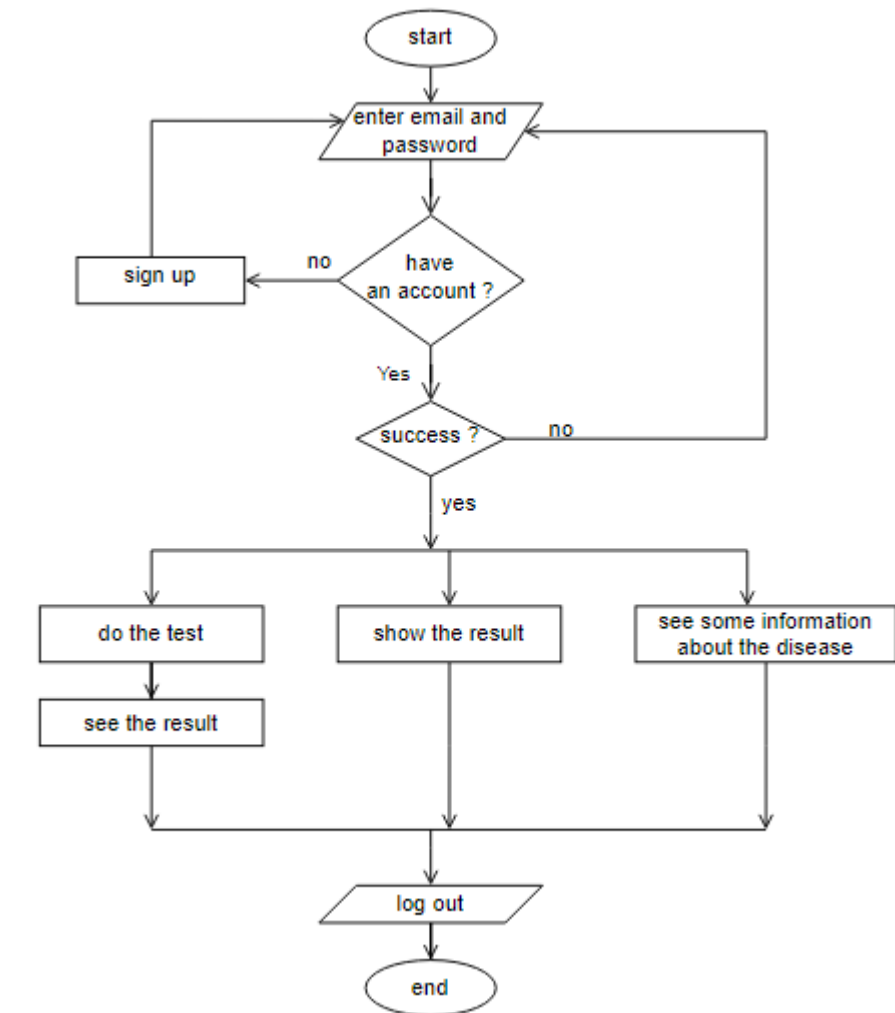 start
enter email and
password
no
sign up
have
an account ?
Yes
success ?
no
yes
do the test
show the result
see some information
about the disease
see the result
log out
end